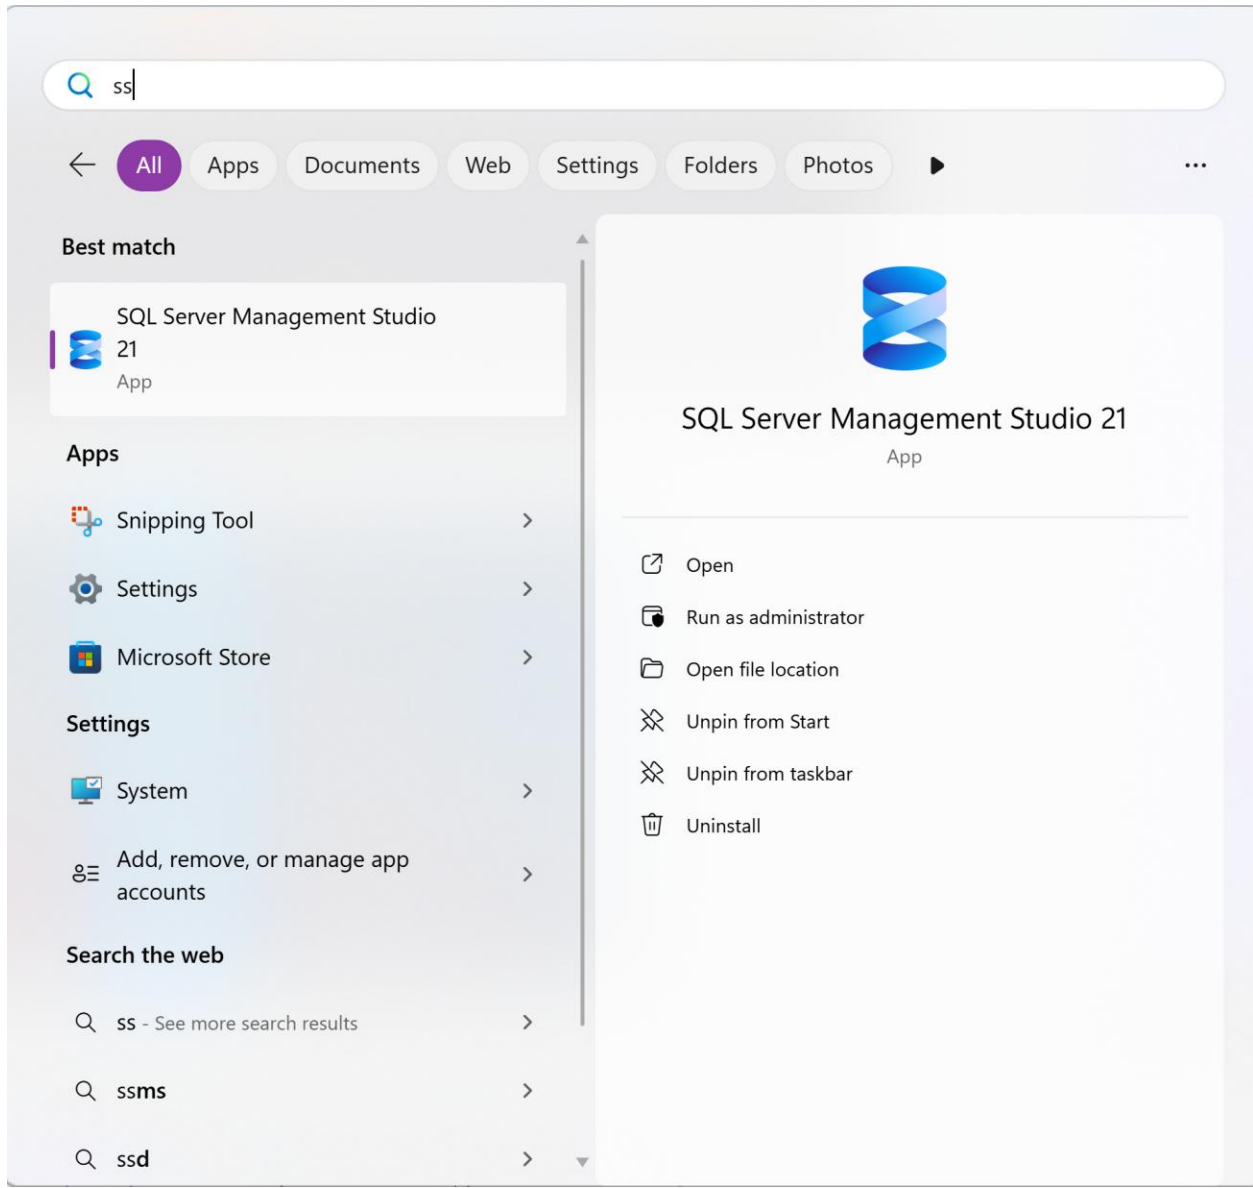 ss
All Apps Documents Web Settings Folders Photos
Best match
SQL Server Management Studio
21
App
Apps
Snipping Tool
Settings
Microsoft Store
Settings
System
Add, remove, or manage app
accounts
Search the web
ss - See more search results
ssms
ssd
SQL Server Management Studio 21
App
Open
Run as administrator
Open file location
Unpin from Start
Unpin from taskbar
Uninstall